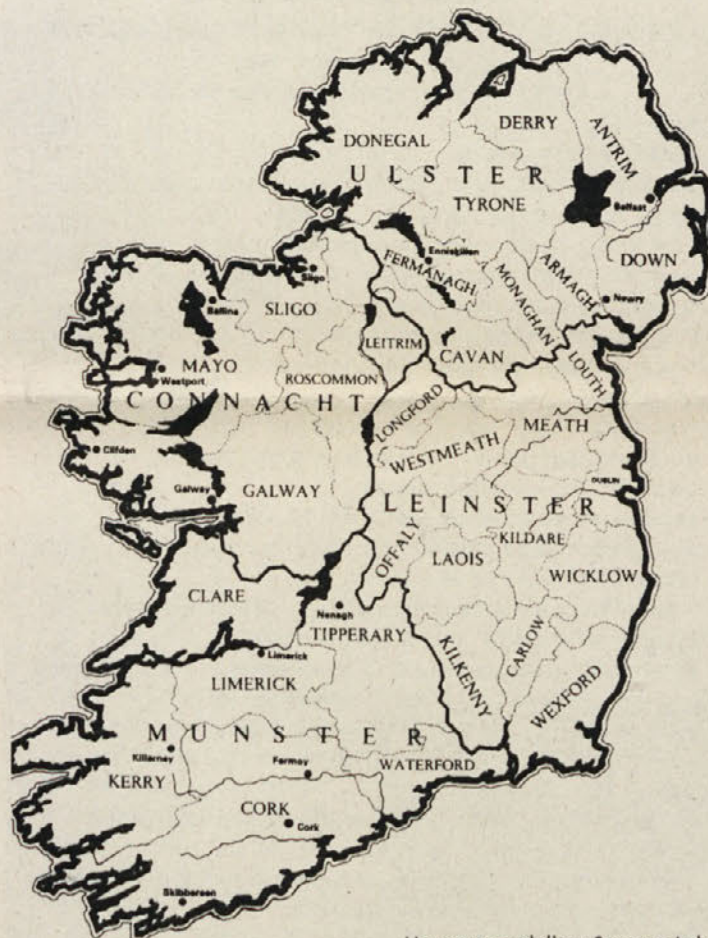 DERRY
ANTRIM
DONEGAL
ULSTER
TYRONE
Belfast
DOWN
Enniskillen
FERMANAGH
MONAGHAN
ARMAGH
Newry
Sligo
SLIGO
Ballina
LEITRIM
CAVAN
LOUTH
MAYO
Westport
ROSCOMMON
CONNACHT
LONGFORD
MEATH
WESTMEATH
Clifden
DUBLIN
Galway
GALWAY
LEINSTER
OFFALY
KILDARE
LAOIS
WICKLOW
CLARE
Nenagh
TIPPERARY
CARLOW
KILKENNY
Limerick
LIMERICK
WEXFORD
MUNSTER
Killarney
WATERFORD
KERRY
Fermoy
CORK
Cork
Skibbereen